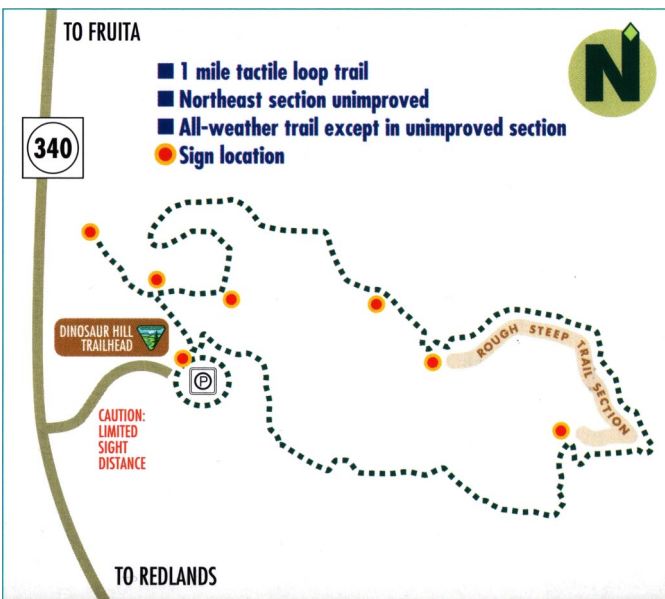 TO FRUITA
N
■ 1 mile tactile loop trail
■ Northeast section unimproved
■ All-weather trail except in unimproved section
Sign location
340
DINOSAUR HILL
TRAILHEAD
P
ROUGH STEEP TRAIL SECTION
CAUTION:
LIMITED
SIGHT
DISTANCE
TO REDLANDS